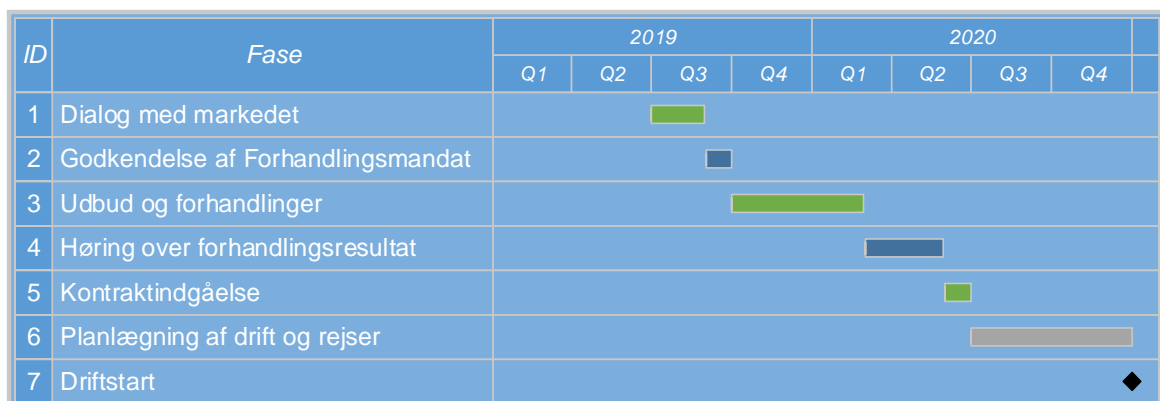 ID Fase 2019 2020
Q1 Q2 Q3 Q4 Q1 Q2 Q3 Q4
1 Dialog med markedet
2 Godkendelse af Forhandlingsmandat
3 Udbud og forhandlinger
4 Høring over forhandlingsresultat
5 Kontraktindgåelse
6 Planlægning af drift og rejser
7 Driftstart